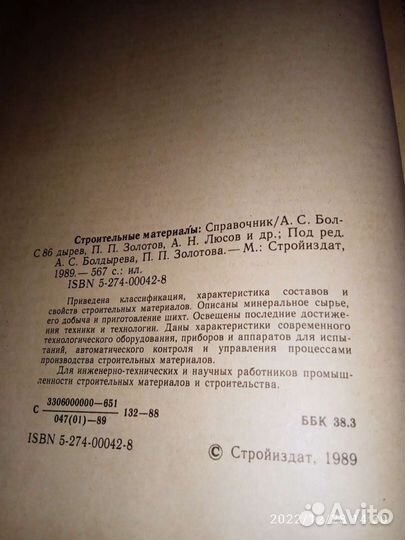 Строительные материалы: Справочник/А. С. Бол-
С 86 дырев, П. П. Золотов, А. Н. Люсов и др.; Под ред.
А. С. Болдырева, П. П. Золотова.— М.: Стройиздат,
1989.— 567 с.: ил.
ISBN 5-274-00042-8
Приведена классификация, характеристика составов и
свойств строительных материалов. Описаны минеральное сырье,
его добыча и приготовление шихт. Освещены последние достиже-
ния техники и технологии. Даны характеристики современного
технологического оборудования, приборов и аппаратов для испы-
таний, автоматического контроля и управления процессами
производства строительных материалов.
Для инженерно-технических и научных работников промыш-
ленности строительных материалов и строительства.
3306000000—651
С ———— 132—88
047(01)—89
ББК 38.3
ISBN 5-274-00042-8
© Стройиздат, 1989
Avito